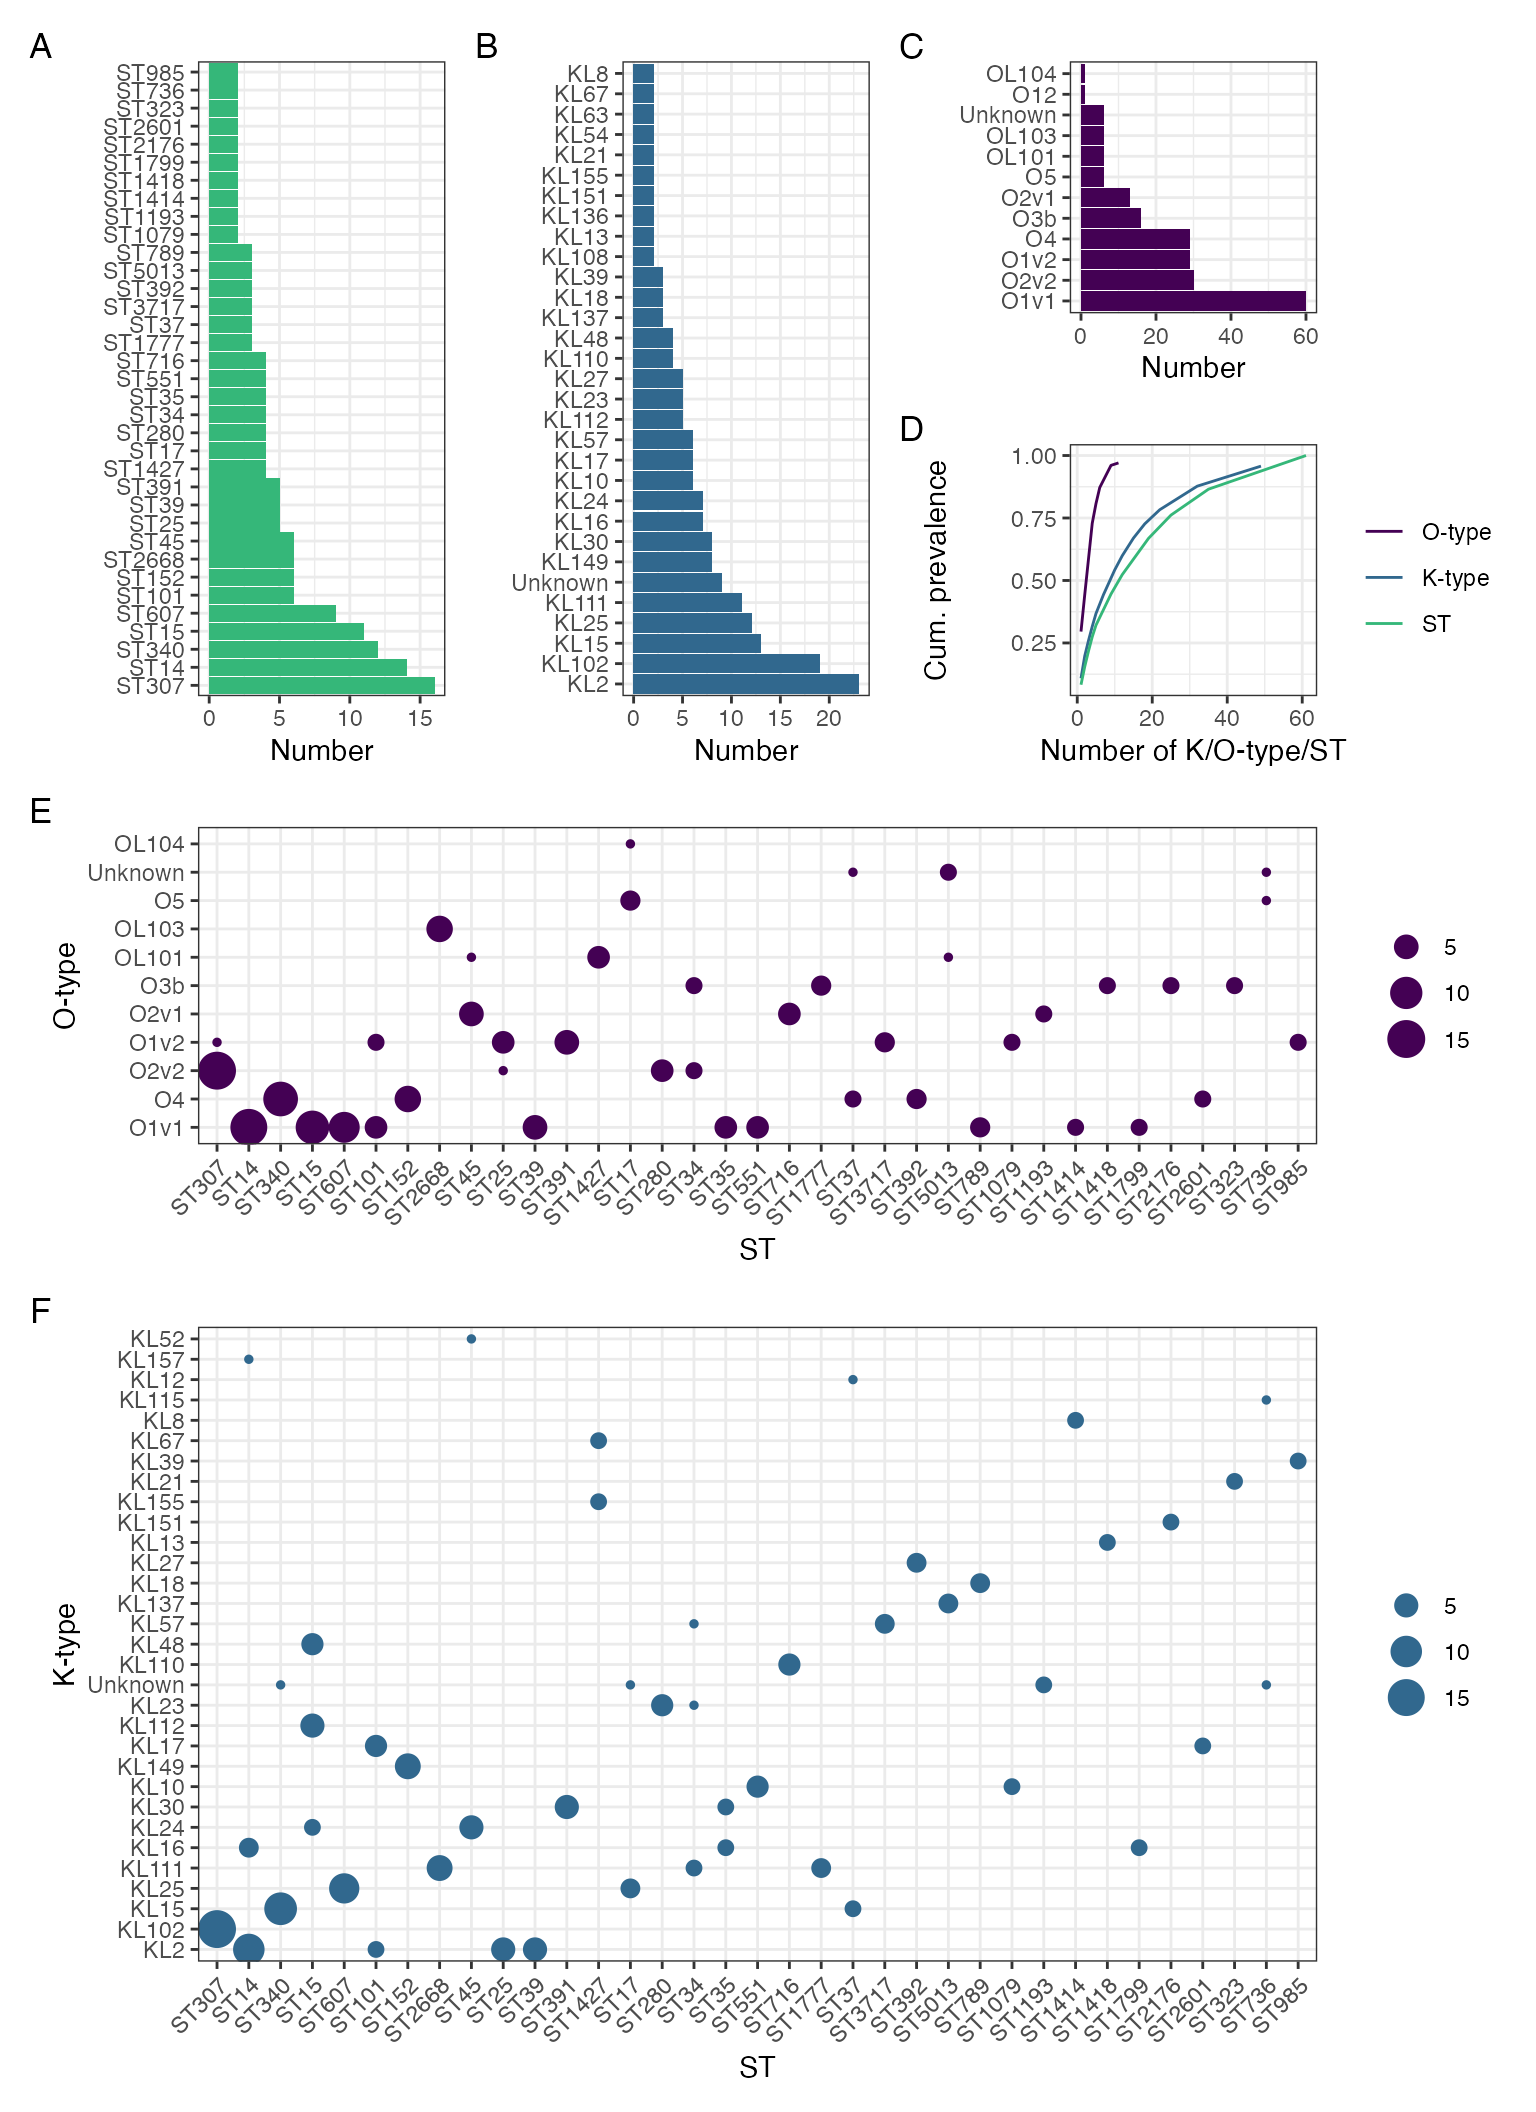 A
ST985
ST736
ST323
ST2601
ST2176
ST1799
ST1418
ST1414
ST1193
ST1079
ST789
ST5013
ST392
ST3717
ST37
ST1777
ST716
ST551
ST35
ST34
ST280
ST17
ST1427
ST391
ST39
ST25
ST45
ST2668
ST152
ST101
ST607
ST15
ST340
ST14
ST307
0 5 10 15
Number
B
KL8
KL67
KL63
KL54
KL21
KL155
KL151
KL136
KL13
KL108
KL39
KL18
KL137
KL48
KL110
KL27
KL23
KL112
KL57
KL17
KL10
KL24
KL16
KL30
KL149
Unknown
KL111
KL25
KL15
KL102
KL2
0 5 10 15 20
Number
C
OL104
O12
Unknown
OL103
OL101
O5
O2v1
O3b
O4
O1v2
O2v2
O1v1
0 20 40 60
Number
D
Cum. prevalence
1.00
0.75
0.50
0.25
0 20 40 60
Number of K/O-type/ST
O-type
K-type
ST
E
O-type
OL104
Unknown
O5
OL103
OL101
O3b
O2v1
O1v2
O2v2
O4
O1v1
ST307 ST14 ST340 ST15 ST607 ST101 ST152 ST2668 ST45 ST25 ST39 ST391 ST1427 ST17 ST280 ST34 ST35 ST551 ST716 ST1777 ST37 ST3717 ST392 ST5013 ST789 ST1079 ST1193 ST1414 ST1418 ST1799 ST2176 ST2601 ST323 ST736 ST985
ST
5
10
15
F
K-type
KL52
KL157
KL12
KL115
KL8
KL67
KL39
KL21
KL155
KL151
KL13
KL27
KL18
KL137
KL57
KL48
KL110
Unknown
KL23
KL112
KL17
KL149
KL10
KL30
KL24
KL16
KL111
KL25
KL15
KL102
KL2
ST307 ST14 ST340 ST15 ST607 ST101 ST152 ST2668 ST45 ST25 ST39 ST391 ST1427 ST17 ST280 ST34 ST35 ST551 ST716 ST1777 ST37 ST3717 ST392 ST5013 ST789 ST1079 ST1193 ST1414 ST1418 ST1799 ST2176 ST2601 ST323 ST736 ST985
ST
5
10
15